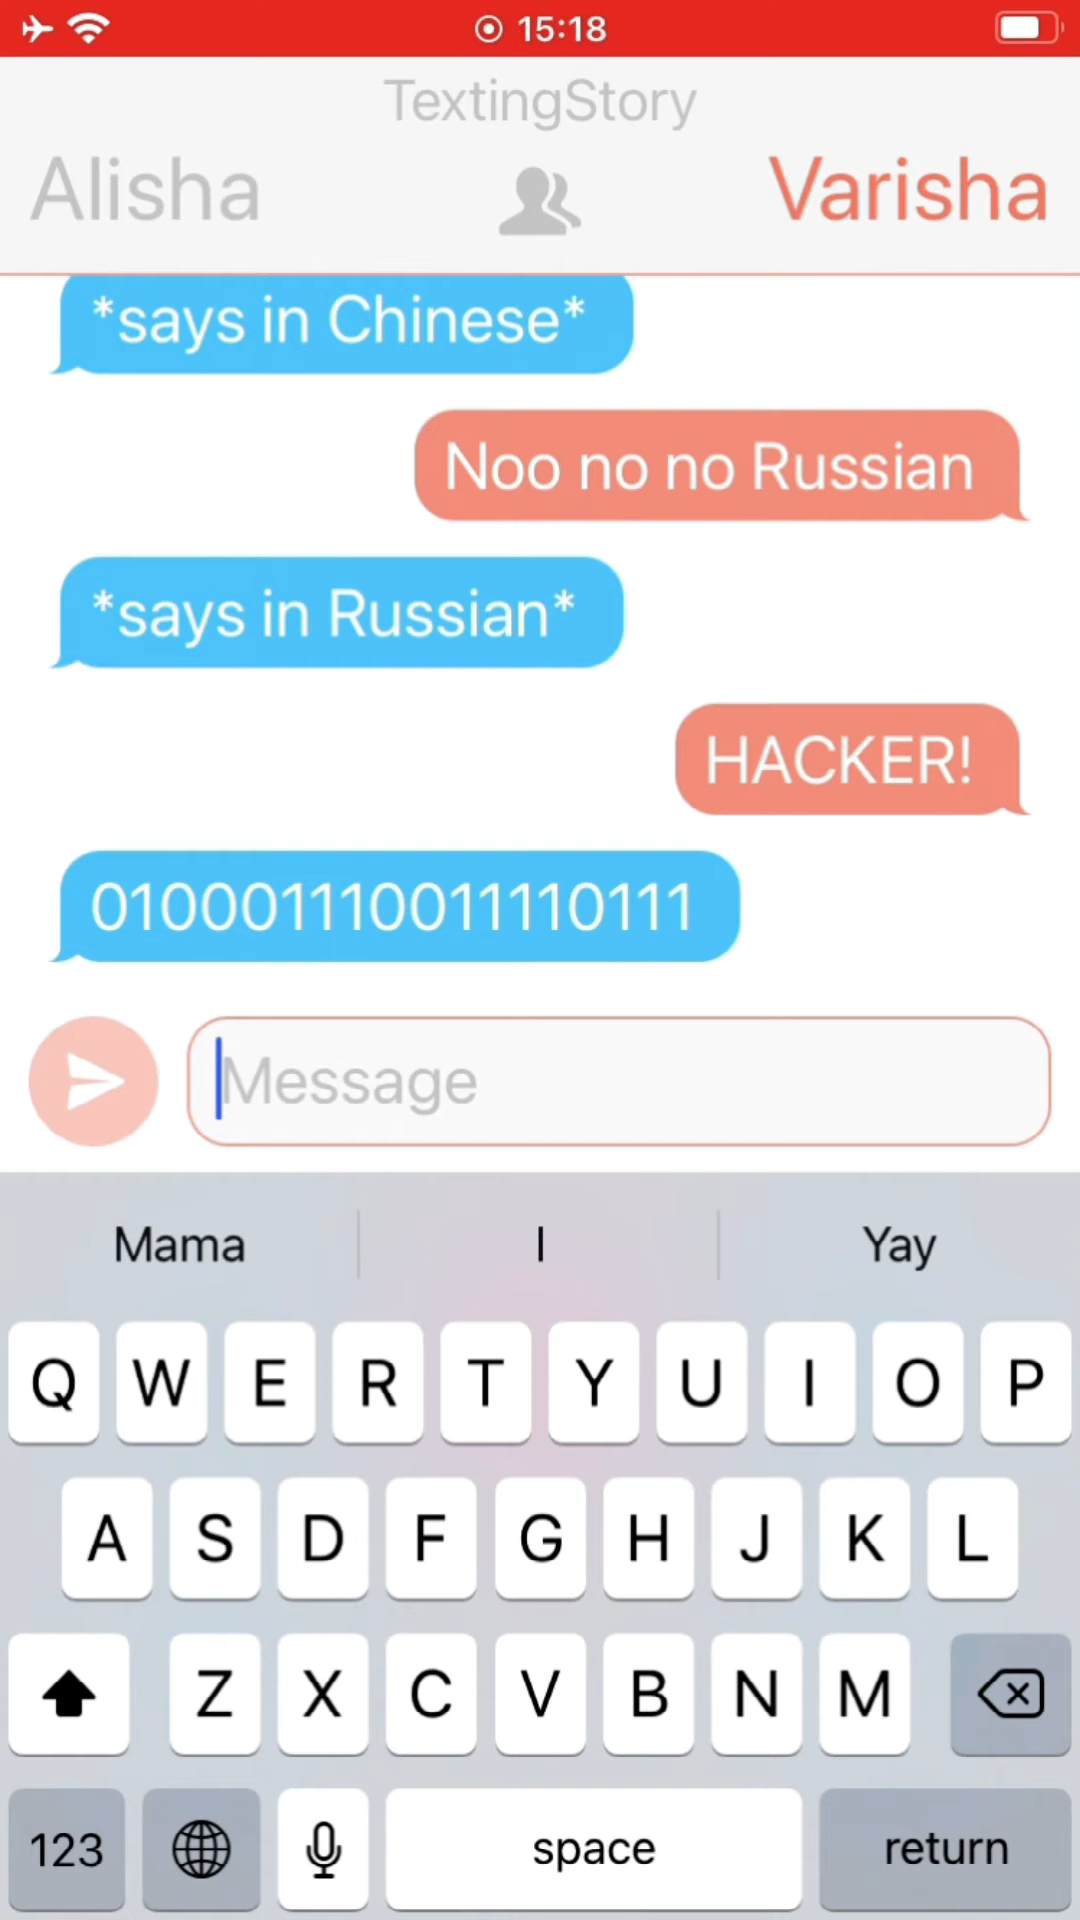 15:18
TextingStory
Alisha
Varisha
*says in Chinese*
Noo no no Russian
*says in Russian*
HACKER!
010001110011110111
Message
Mama
I
Yay
Q W E R T Y U I O P
A S D F G H J K L
Z X C V B N M
123
space
return